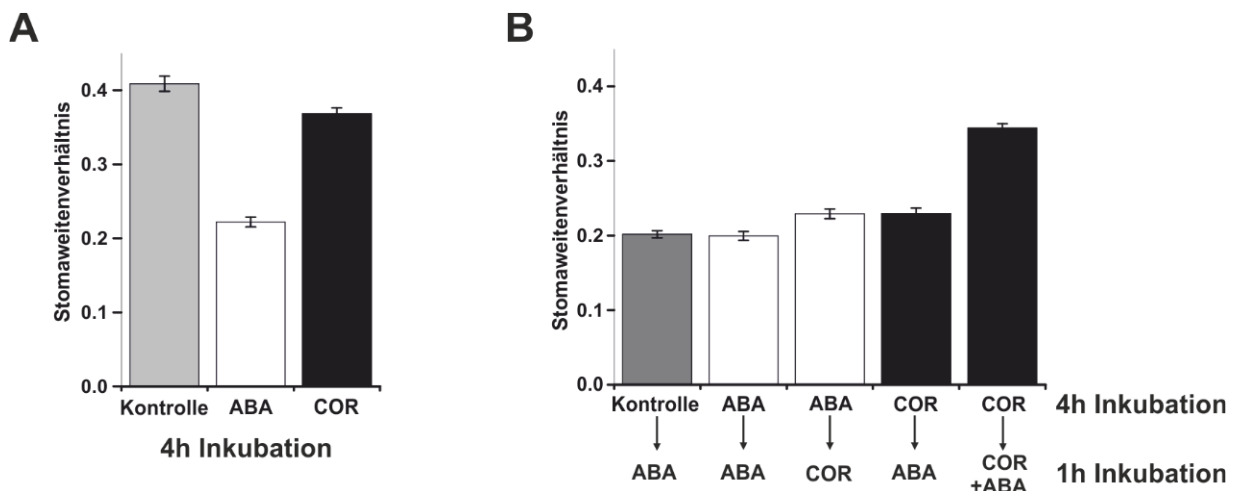 A
Stomaweitenverhältnis
0.4
0.3
0.2
0.1
0.0
Kontrolle ABA COR
4h Inkubation
B
Stomaweitenverhältnis
0.4
0.3
0.2
0.1
0.0
Kontrolle ABA ABA COR COR 4h Inkubation
ABA ABA COR ABA COR 1h Inkubation
+ABA